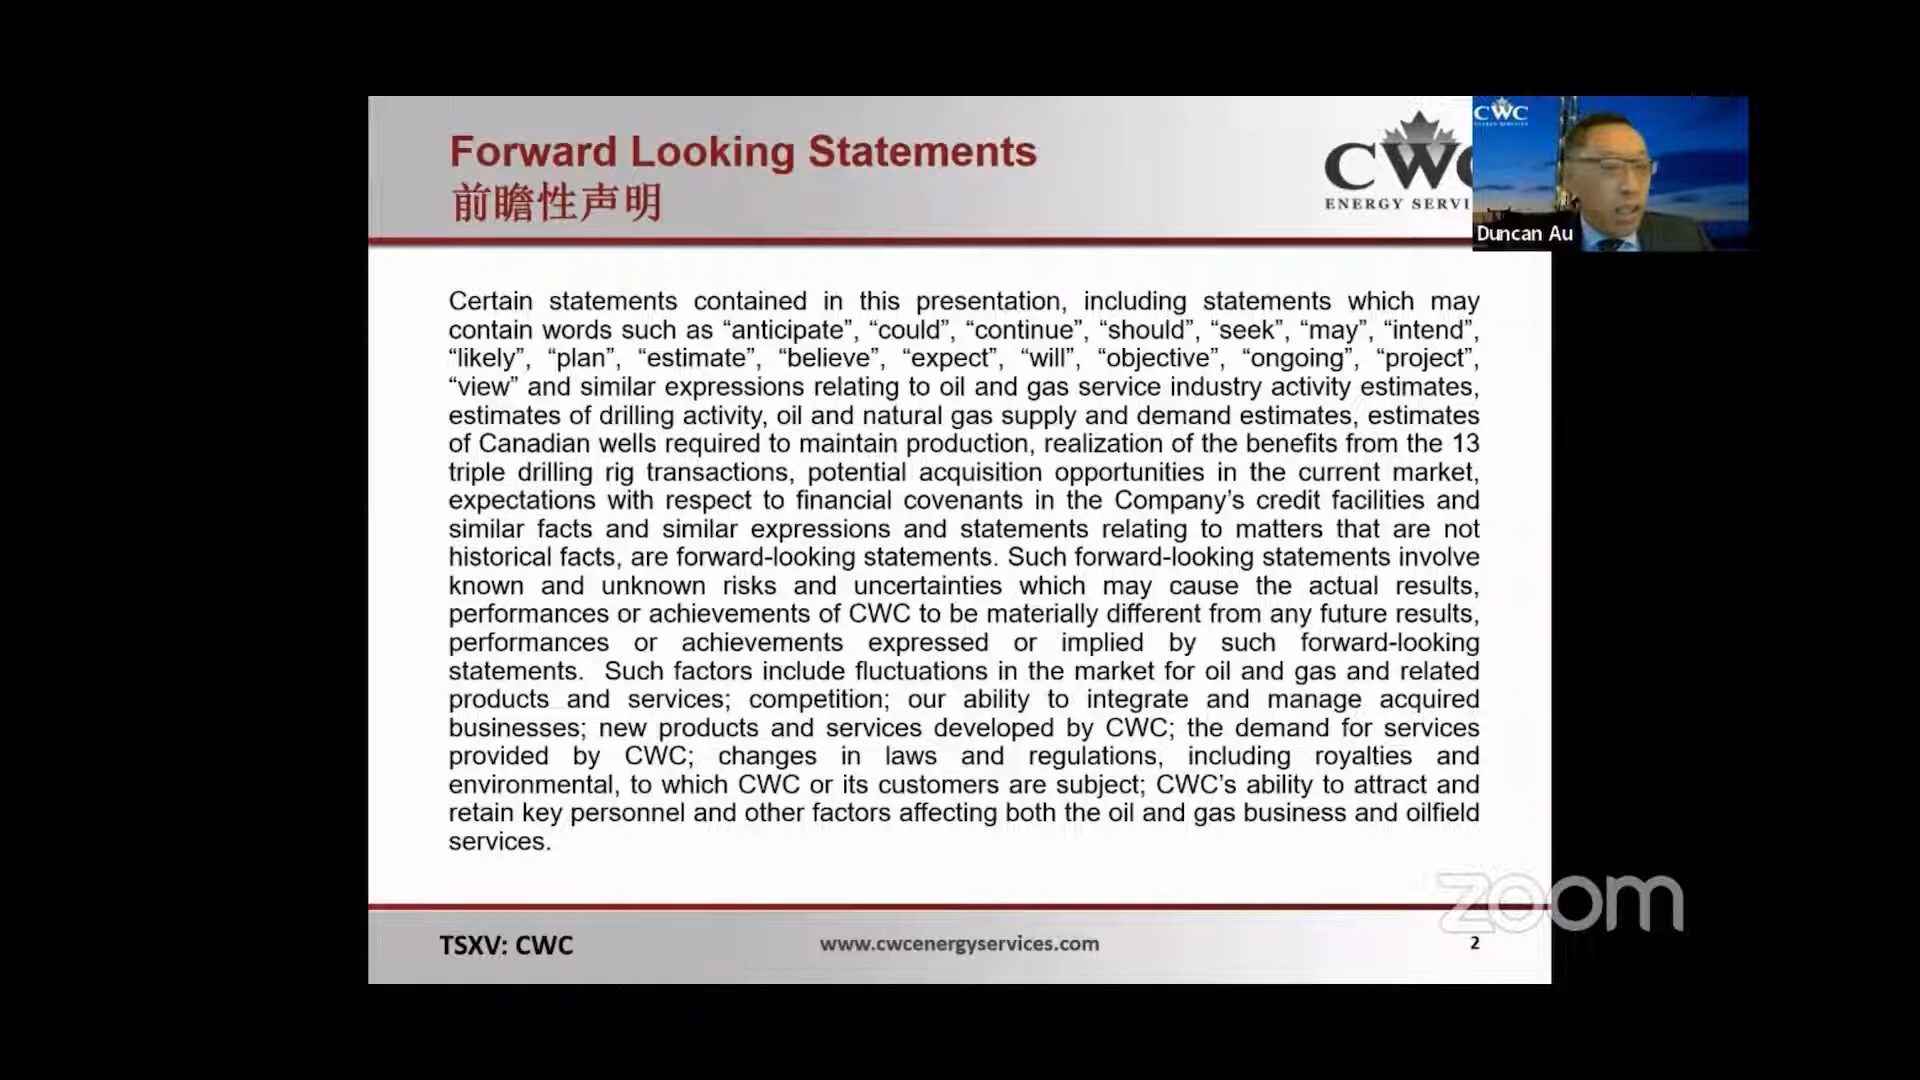 Forward Looking Statements
前瞻性声明
CWC
ENERGY SERVI
CWC
Duncan Au
Certain statements contained in this presentation, including statements which may
contain words such as “anticipate”, “could”, “continue”, “should”, “seek”, “may”, “intend”,
“likely”, “plan”, “estimate”, “believe”, “expect”, “will”, “objective”, “ongoing”, “project”,
“view” and similar expressions relating to oil and gas service industry activity estimates,
estimates of drilling activity, oil and natural gas supply and demand estimates, estimates
of Canadian wells required to maintain production, realization of the benefits from the 13
triple drilling rig transactions, potential acquisition opportunities in the current market,
expectations with respect to financial covenants in the Company’s credit facilities and
similar facts and similar expressions and statements relating to matters that are not
historical facts, are forward-looking statements. Such forward-looking statements involve
known and unknown risks and uncertainties which may cause the actual results,
performances or achievements of CWC to be materially different from any future results,
performances or achievements expressed or implied by such forward-looking
statements. Such factors include fluctuations in the market for oil and gas and related
products and services; competition; our ability to integrate and manage acquired
businesses; new products and services developed by CWC; the demand for services
provided by CWC; changes in laws and regulations, including royalties and
environmental, to which CWC or its customers are subject; CWC’s ability to attract and
retain key personnel and other factors affecting both the oil and gas business and oilfield
services.
zoom
TSXV: CWC
www.cwcenergyservices.com
2